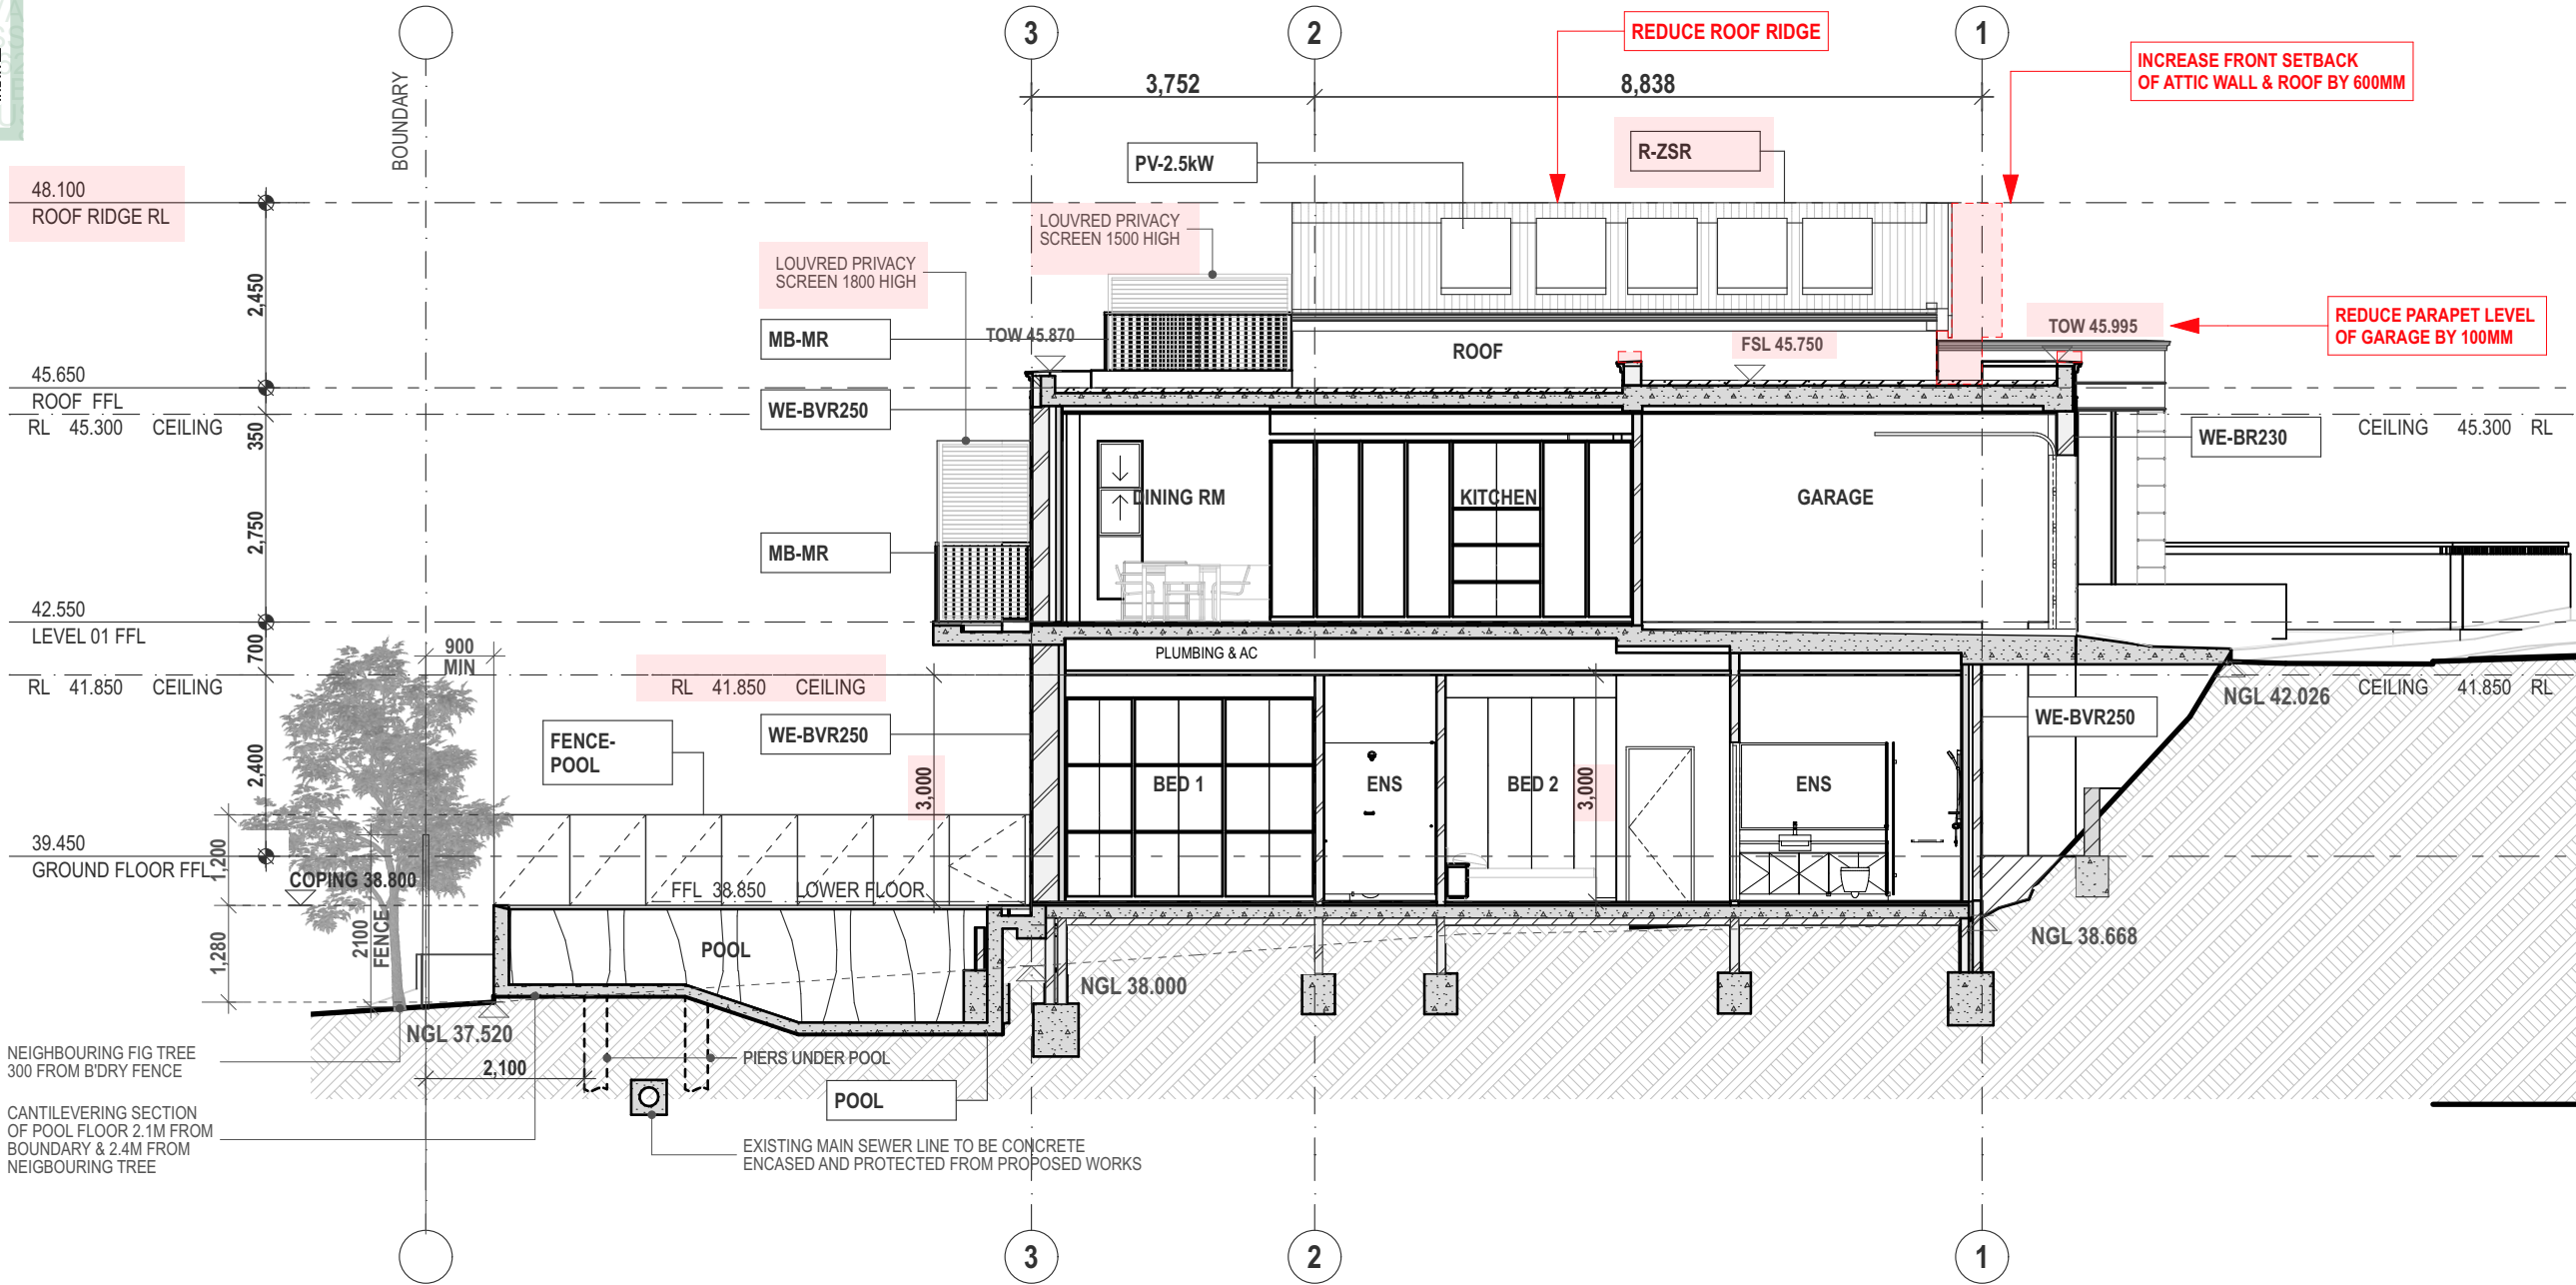 3
2
1
REDUCE ROOF RIDGE
INCREASE FRONT SETBACK
OF ATTIC WALL & ROOF BY 600MM
BOUNDARY
3,752
8,838
PV-2.5kW
R-ZSR
48.100
ROOF RIDGE RL
LOUVRED PRIVACY
SCREEN 1500 HIGH
LOUVRED PRIVACY
SCREEN 1800 HIGH
2,450
MB-MR
TOW 45.870
ROOF
FSL 45.750
TOW 45.995
REDUCE PARAPET LEVEL
OF GARAGE BY 100MM
45.650
ROOF FFL
RL 45.300 CEILING
350
WE-BVR250
WE-BR230
CEILING 45.300 RL
DINING RM
KITCHEN
GARAGE
2,750
MB-MR
42.550
LEVEL 01 FFL
700
900
MIN
PLUMBING & AC
RL 41.850 CEILING
RL 41.850 CEILING
NGL 42.026
CEILING 41.850 RL
WE-BVR250
WE-BVR250
FENCE-
POOL
2,400
3,000
BED 1
ENS
BED 2
3,000
ENS
39.450
GROUND FLOOR FFL
1,200
COPING 38.800
FFL 38.850 LOWER FLOOR
1,280
2100
FENCE
POOL
NGL 38.668
NGL 38.000
NGL 37.520
NEIGHBOURING FIG TREE
300 FROM B'DRY FENCE
2,100
PIERS UNDER POOL
POOL
CANTILEVERING SECTION
OF POOL FLOOR 2.1M FROM
BOUNDARY & 2.4M FROM
NEIGBOURING TREE
EXISTING MAIN SEWER LINE TO BE CONCRETE
ENCASED AND PROTECTED FROM PROPOSED WORKS
3
2
1